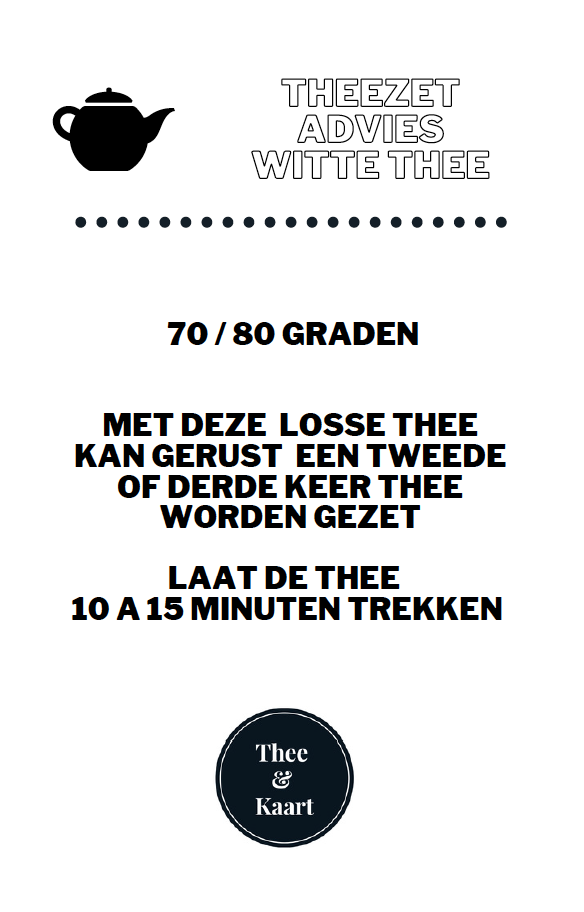 THEEZET
ADVIES
WITTE THEE
70 / 80 GRADEN
MET DEZE LOSSE THEE
KAN GERUST EEN TWEEDE
OF DERDE KEER THEE
WORDEN GEZET
LAAT DE THEE
10 A 15 MINUTEN TREKKEN
Thee
&
Kaart